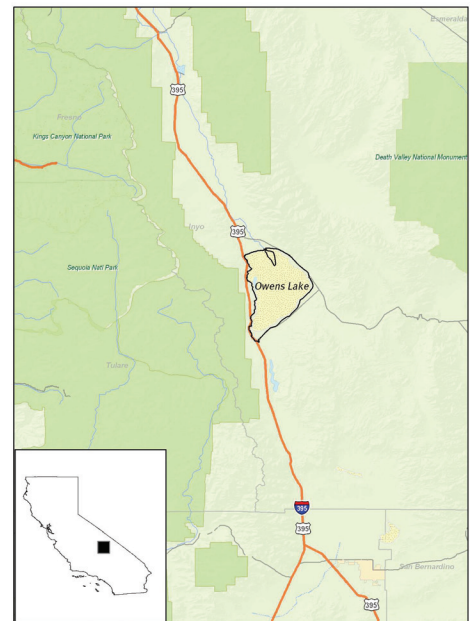 Esmeralda
395
Fresno
Kings Canyon National Park
Death Valley National Monument
Inyo
395
Sequoia Natl Park
Owens Lake
Tulare
395
395
San Bernardino
395